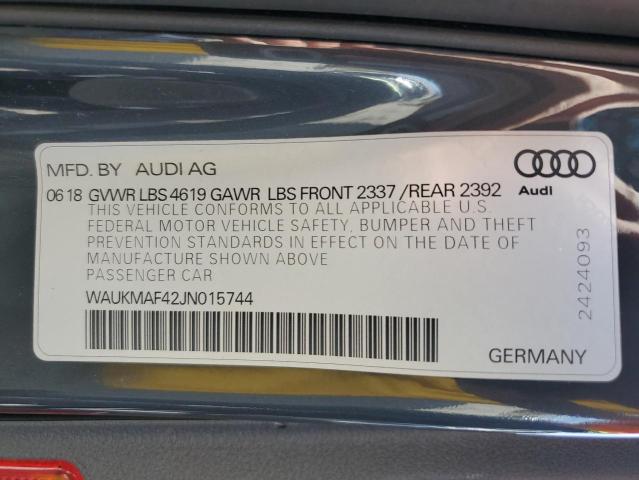 MFD. BY AUDI AG
Audi
06 18 GVWR LBS 4619 GAWR LBS FRONT 2337 /REAR 2392
THIS VEHICLE CONFORMS TO ALL APPLICABLE U.S.
FEDERAL MOTOR VEHICLE SAFETY, BUMPER AND THEFT
PREVENTION STANDARDS IN EFFECT ON THE DATE OF
MANUFACTURE SHOWN ABOVE
PASSENGER CAR
WAUKMAF42JN015744
2424093
GERMANY